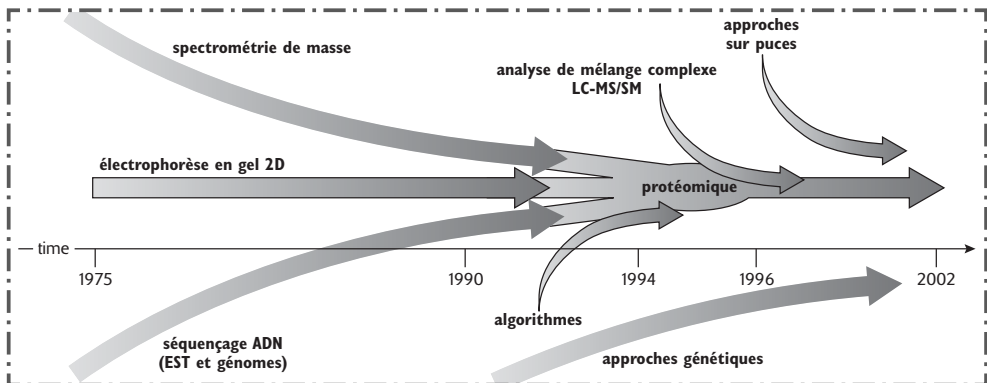 approches
sur puces
spectrométrie de masse
analyse de mélange complexe
LC-MS/SM
électrophorèse en gel 2D
protéomique
time
1975
1990
1994
1996
2002
algorithmes
séquençage ADN
(EST et génomes)
approches génétiques